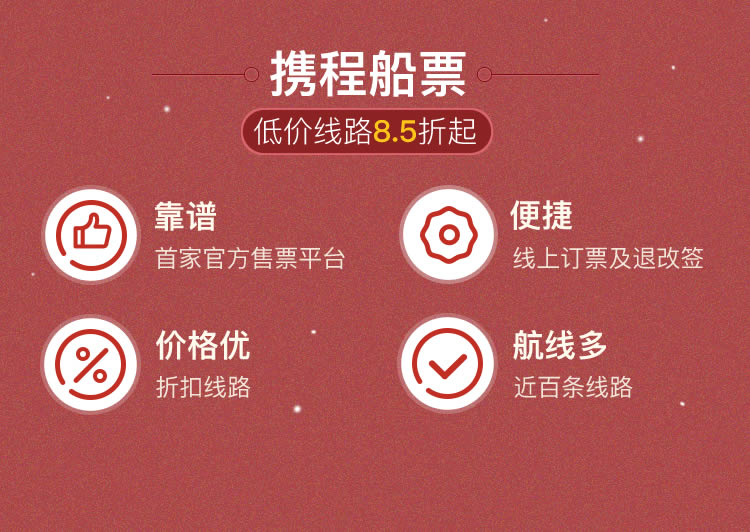 携程船票
低价线路8.5折起
靠谱
首家官方售票平台
便捷
线上订票及退改签
价格优
折扣线路
航线多
近百条线路